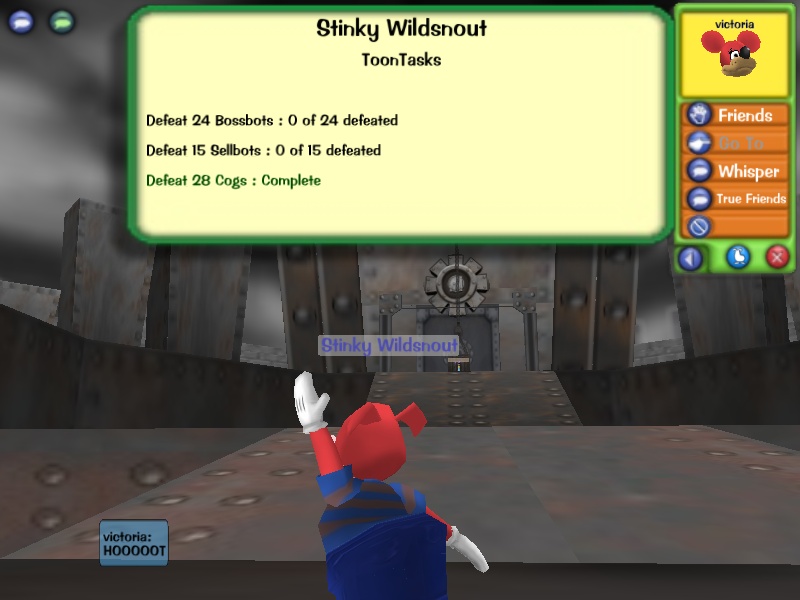 Stinky Wildsnout
ToonTasks
Defeat 24 Bossbots : 0 of 24 defeated
Defeat 15 Sellbots : 0 of 15 defeated
Defeat 28 Cogs : Complete
victoria
Friends
Go To
Whisper
True Friends
Stinky Wildsnout
victoria:
HOOOOOT